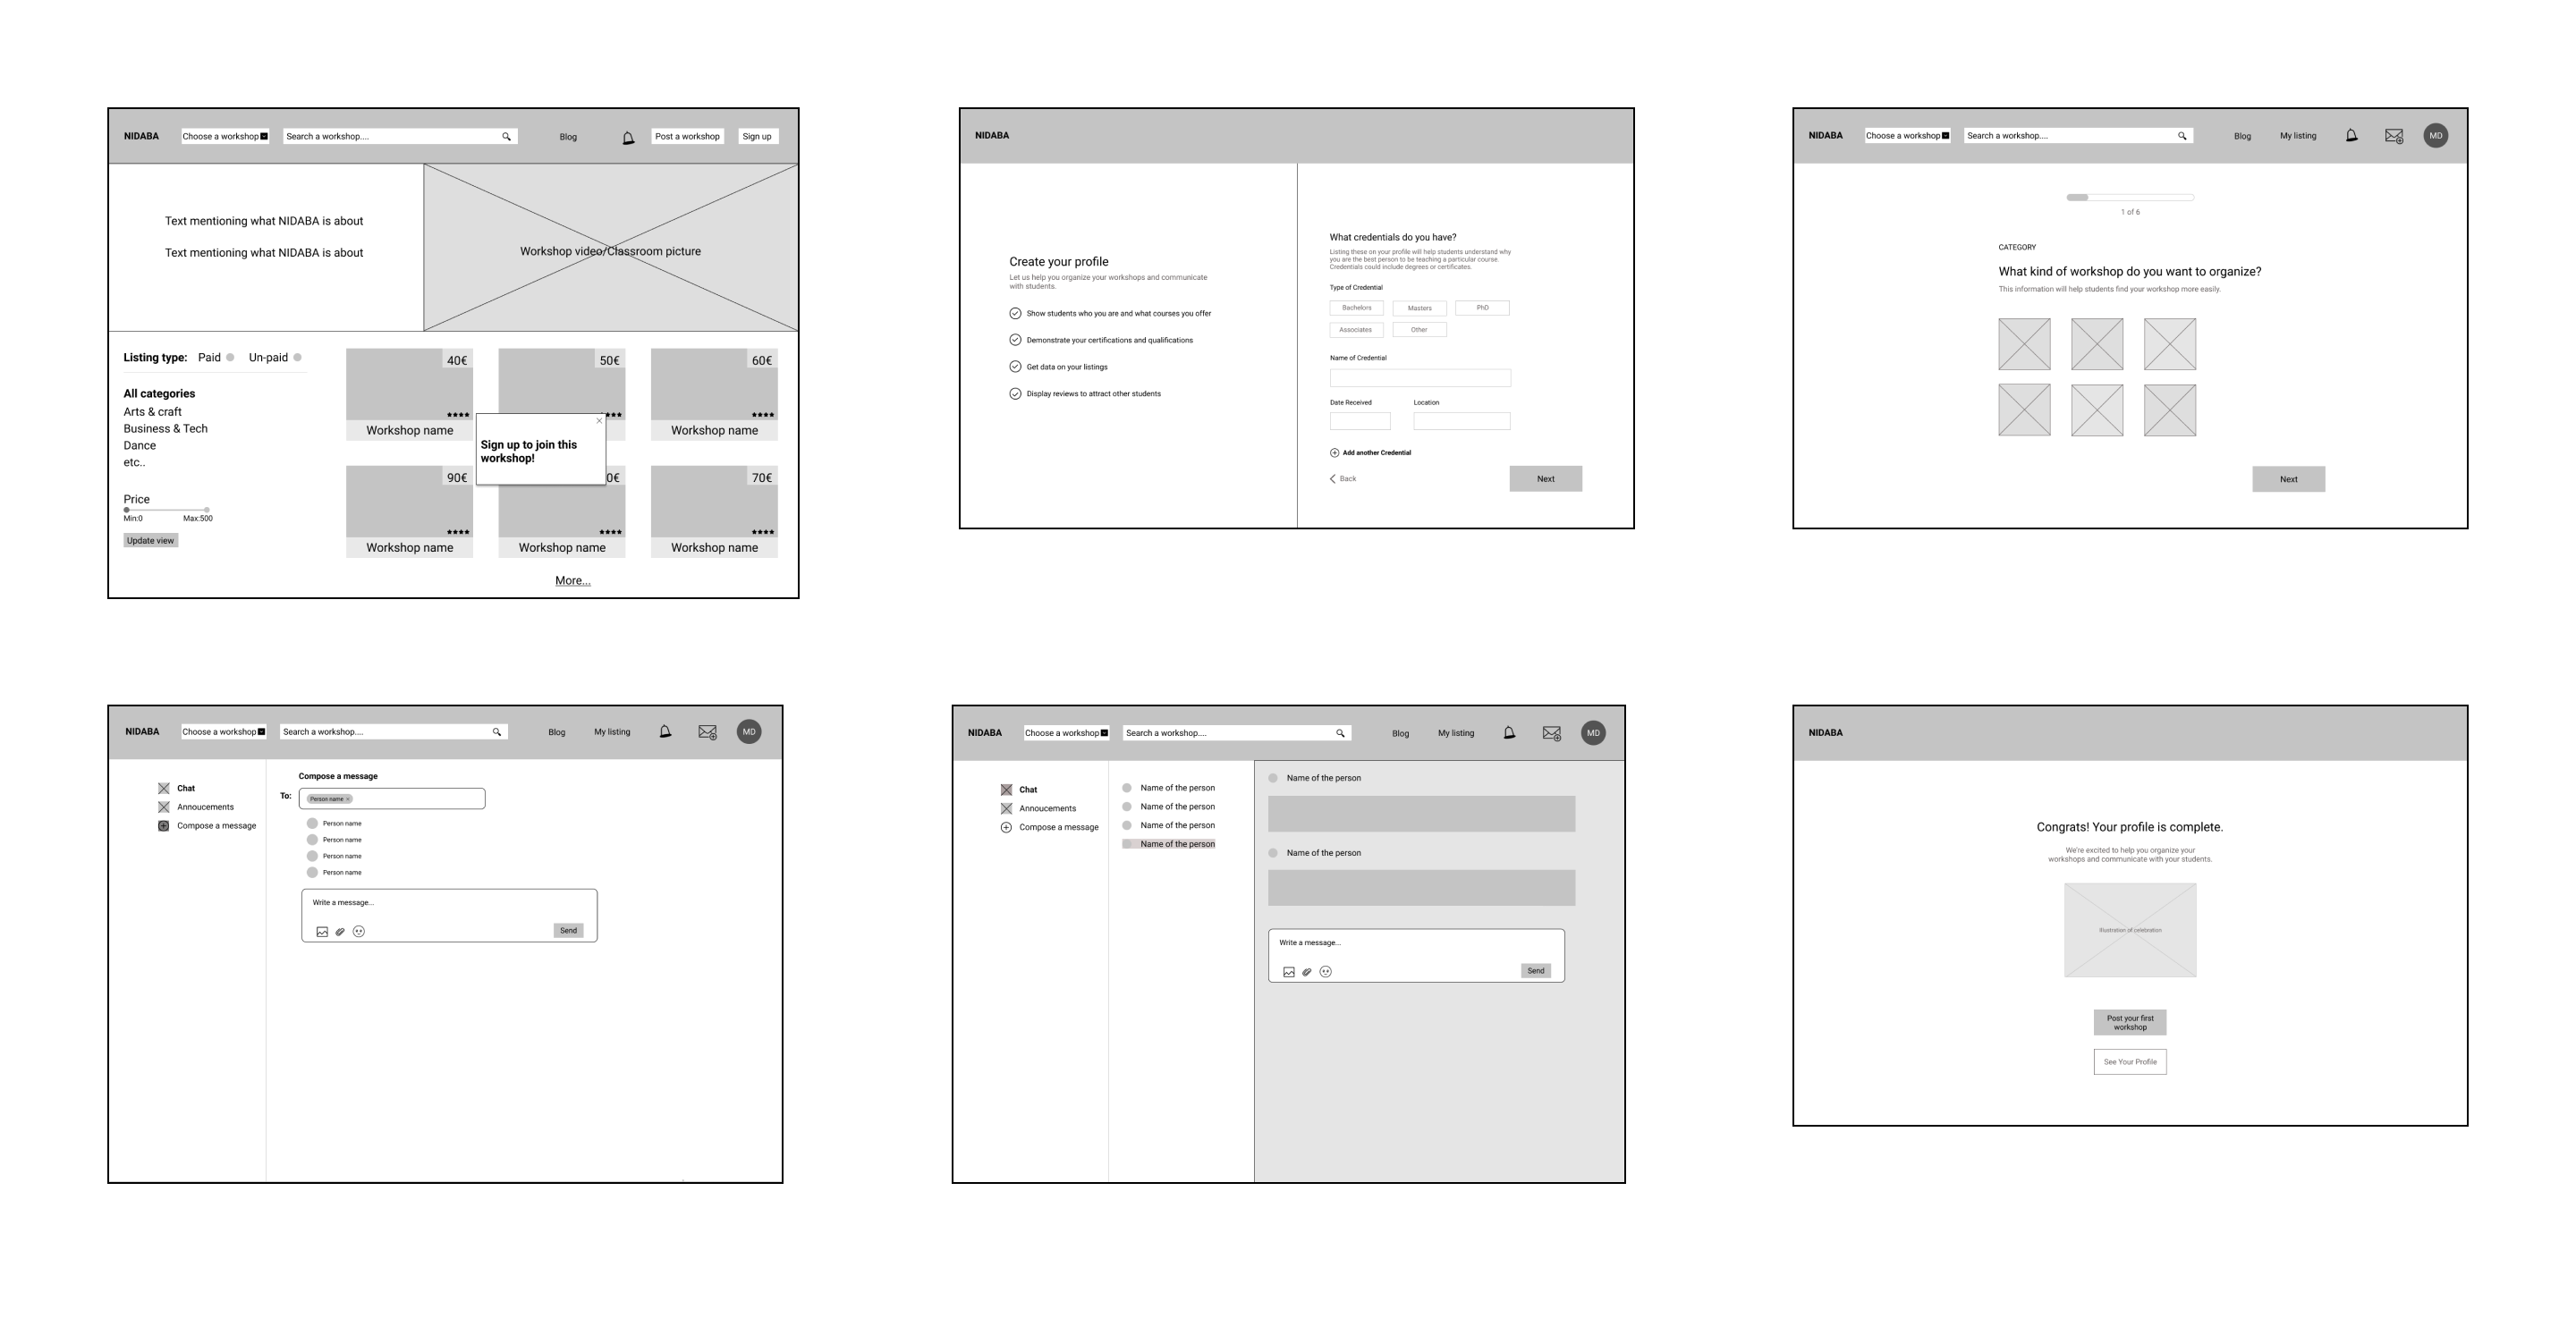 NIDABA
Choose a workshop
Search a workshop....
Blog
Post a workshop
Sign up
Text mentioning what NIDABA is about
Text mentioning what NIDABA is about
Workshop video/Classroom picture
Listing type: Paid Un-paid
All categories
Arts & craft
Business & Tech
Dance
etc..
Price
Min:0 Max:500
Update view
40€
Workshop name
50€
60€
Workshop name
Sign up to join this
workshop!
90€
Workshop name
0€
Workshop name
70€
Workshop name
More...
NIDABA
Create your profile
Let us help you organize your workshops and communicate
with students.
Show students who you are and what courses you offer
Demonstrate your certifications and qualifications
Get data on your listings
Display reviews to attract other students
What credentials do you have?
Listing these on your profile will help students understand why
you are the best person to be teaching a particular course.
Credentials could include degrees or certificates.
Type of Credential
Bachelors Masters PhD
Associates Other
Name of Credential
Date Received Location
Add another Credential
Back
Next
NIDABA
Choose a workshop
Search a workshop....
Blog
My listing
MD
1 of 6
CATEGORY
What kind of workshop do you want to organize?
This information will help students find your workshop more easily.
Next
NIDABA
Choose a workshop
Search a workshop....
Blog
My listing
MD
Chat
Annoucements
Compose a message
Compose a message
To:
Person name ×
Person name
Person name
Person name
Person name
Write a message...
Send
NIDABA
Choose a workshop
Search a workshop....
Blog
My listing
MD
Chat
Annoucements
Compose a message
Name of the person
Name of the person
Name of the person
Name of the person
Name of the person
Name of the person
Write a message...
Send
NIDABA
Congrats! Your profile is complete.
We're excited to help you organize your
workshops and communicate with your students.
Illustration of celebration
Post your first
workshop
See Your Profile